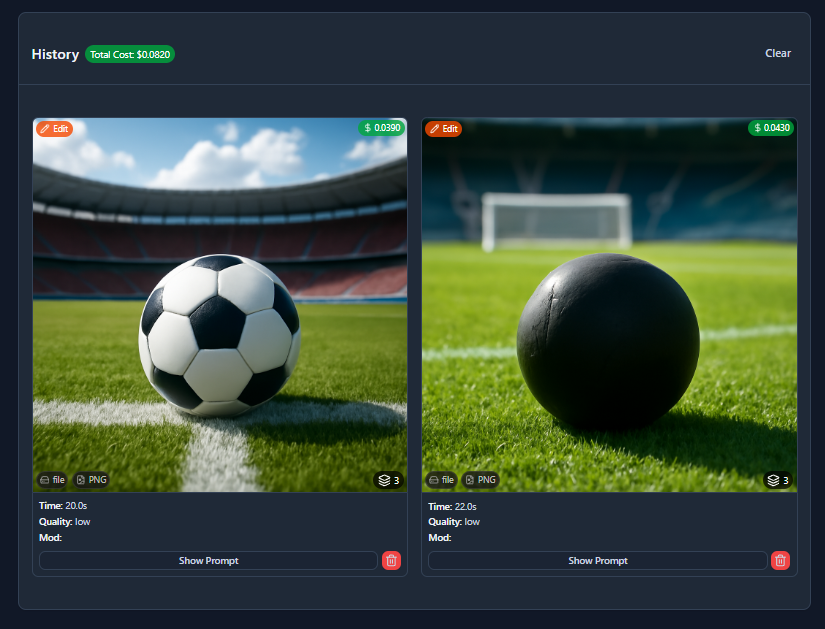 History Total Cost: $0.0820 Clear
Edit $ 0.0390
file PNG 3
Time: 20.0s
Quality: low
Mod:
Show Prompt
Edit $ 0.0430
file PNG 3
Time: 22.0s
Quality: low
Mod:
Show Prompt